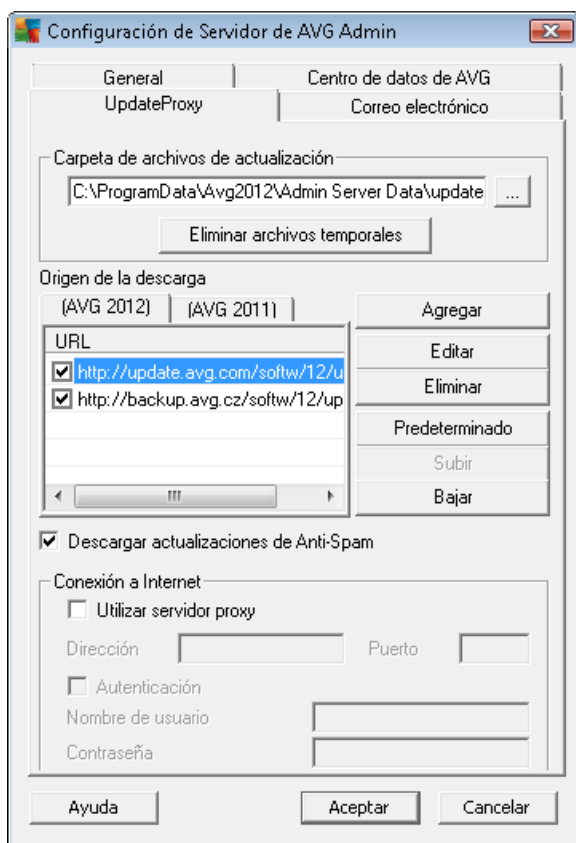 Configuración de Servidor de AVG Admin
General
Centro de datos de AVG
UpdateProxy
Correo electrónico
Carpeta de archivos de actualización
C:\ProgramData\Avg2012\Admin Server Data\update
...
Eliminar archivos temporales
Origen de la descarga
(AVG 2012)
(AVG 2011)
Agregar
URL
Editar
http://update.avg.com/softw/12/u
Eliminar
http://backup.avg.cz/softw/12/up
Predeterminado
Subir
Bajar
Descargar actualizaciones de Anti-Spam
Conexión a Internet
Utilizar servidor proxy
Dirección
Puerto
Autenticación
Nombre de usuario
Contraseña
Ayuda
Aceptar
Cancelar